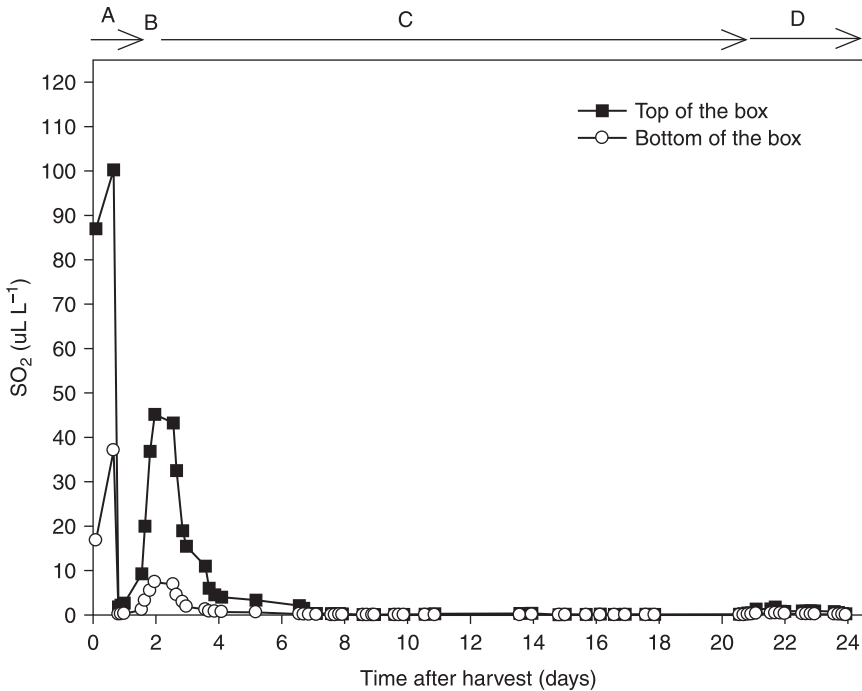 A B C D
120
110
100
90
80
70
60
50
40
30
20
10
0
SO₂ (uL L⁻¹)
Top of the box
Bottom of the box
0 2 4 6 8 10 12 14 16 18 20 22 24
Time after harvest (days)